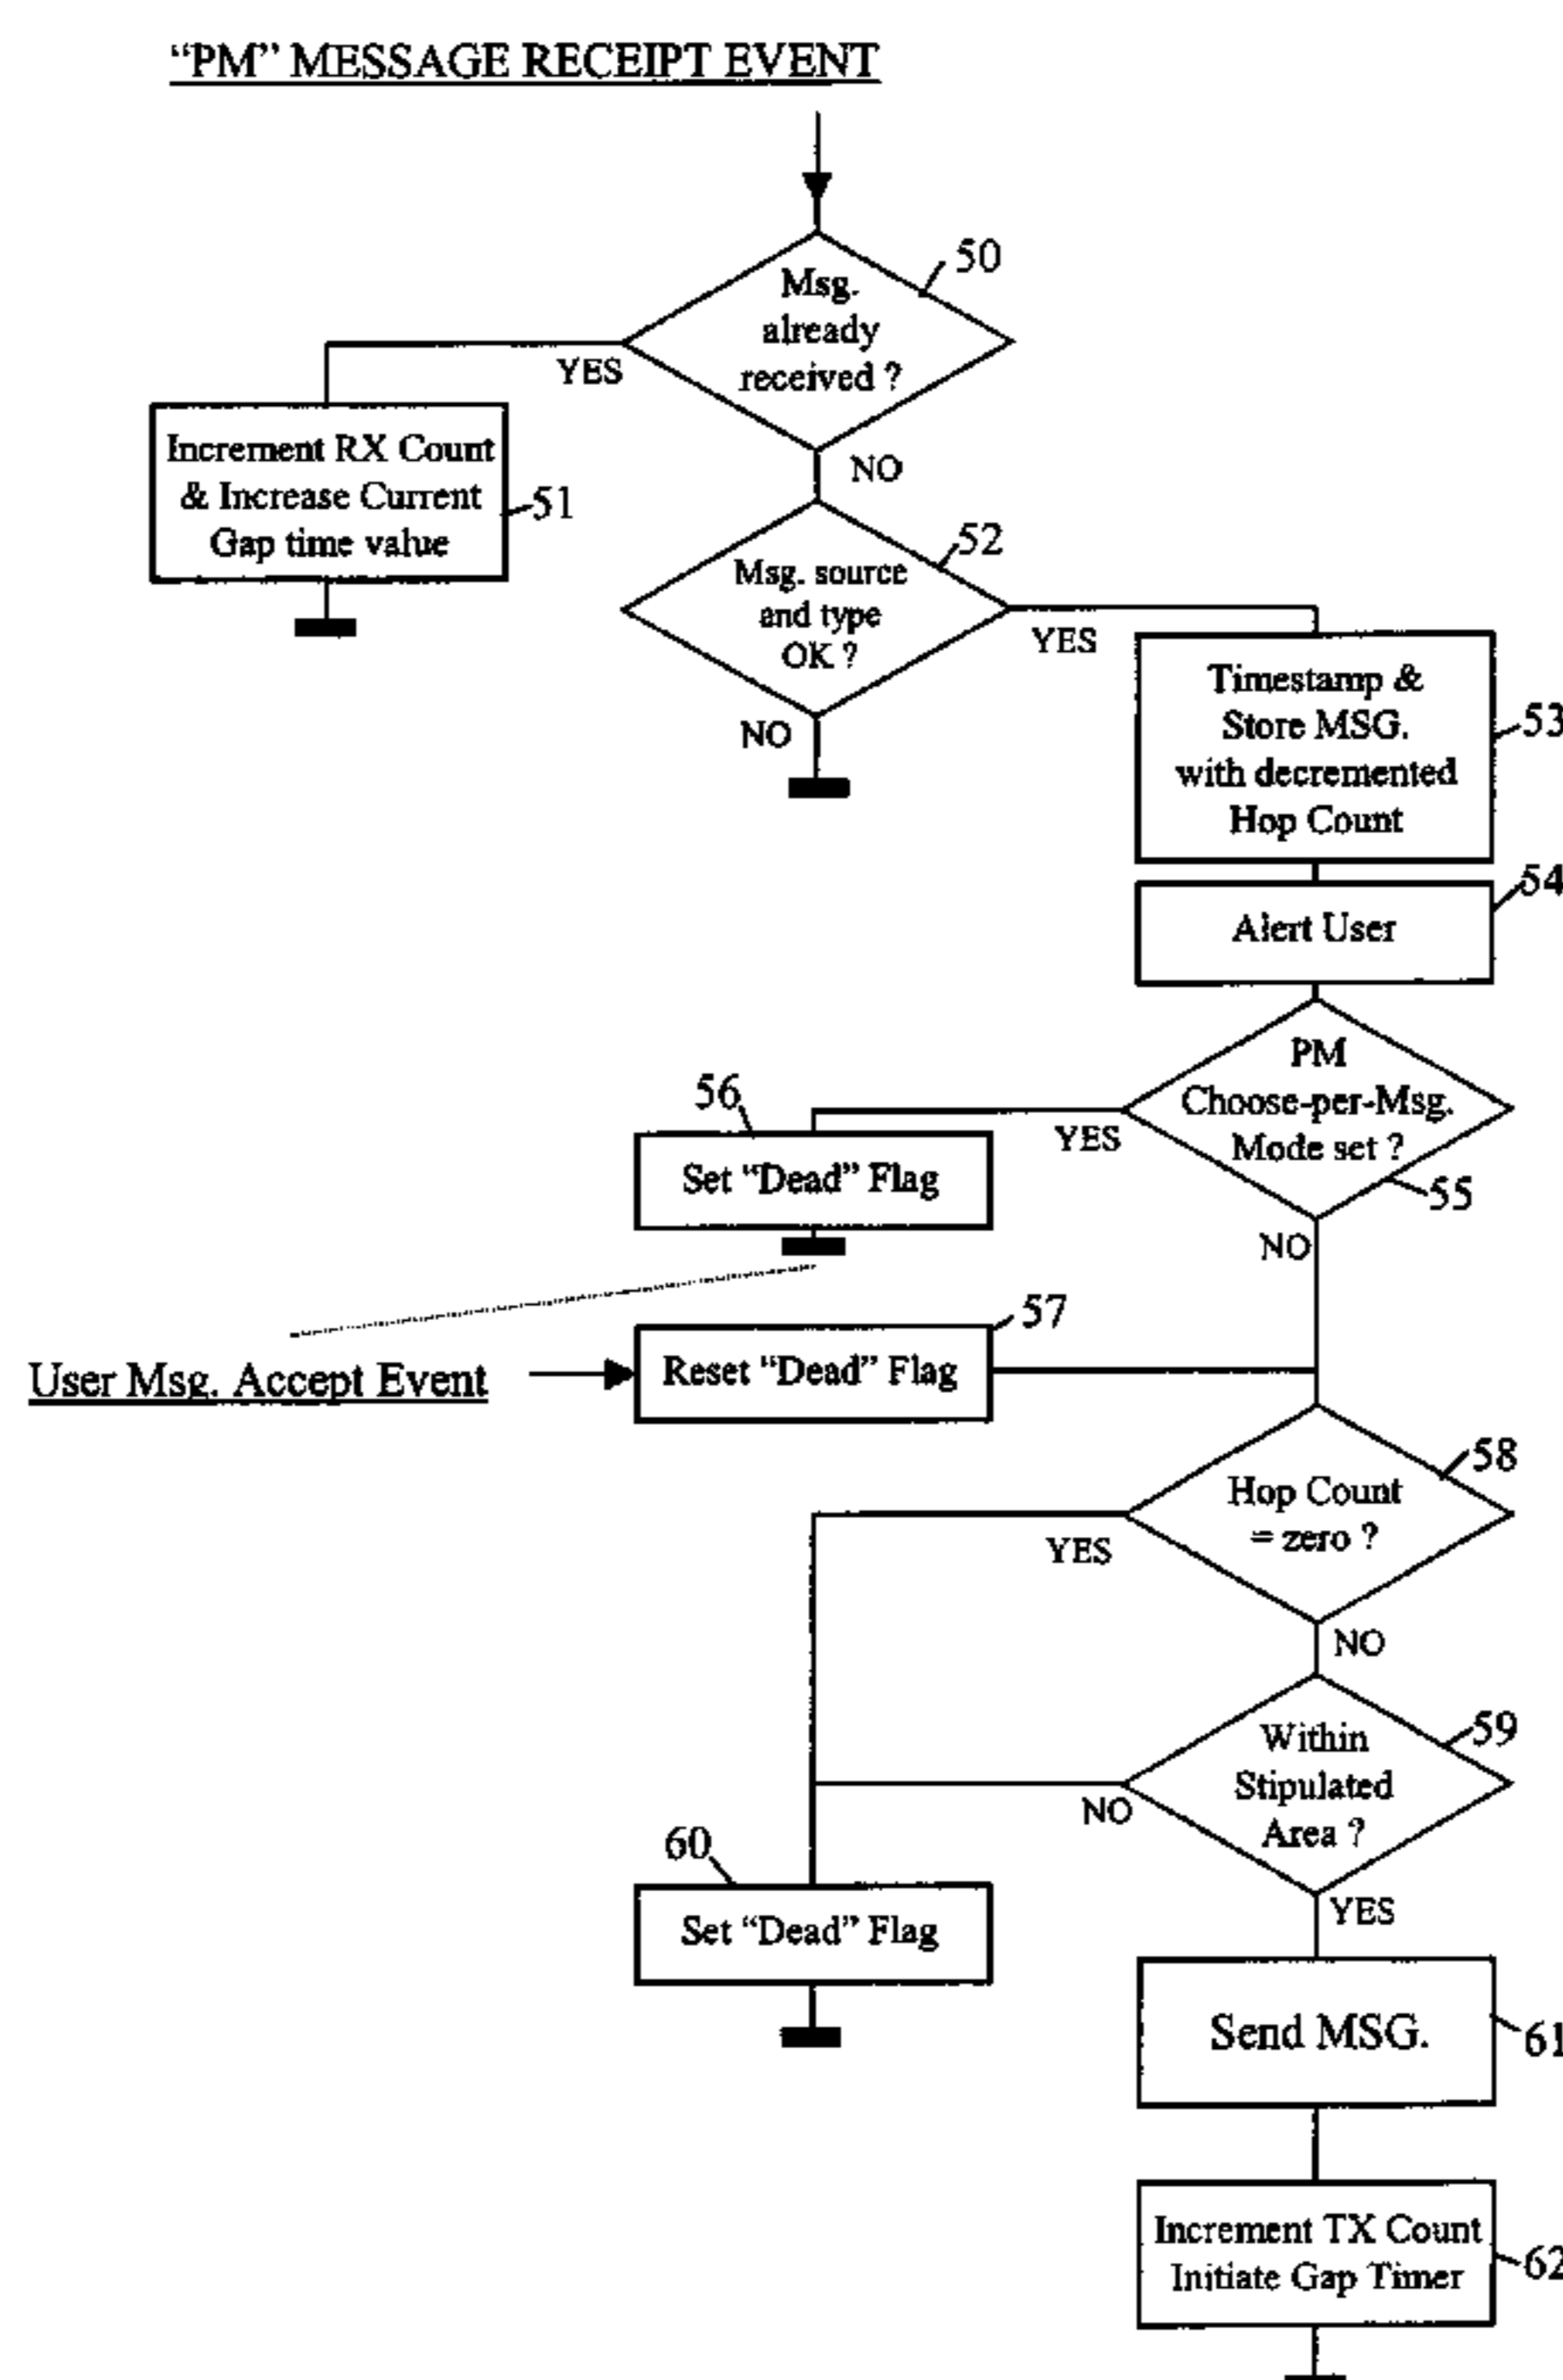 “PM” MESSAGE RECEIPT EVENT
50
Msg.
already
received ?
YES
NO
Increment RX Count
& Increase Current
Gap time value
51
52
Msg. source
and type
OK ?
YES
NO
Timestamp &
Store MSG.
with decremented
Hop Count
53
54
Alert User
PM
Choose-per-Msg.
Mode set ?
55
YES
NO
56
Set “Dead” Flag
57
User Msg. Accept Event
Reset “Dead” Flag
58
Hop Count
= zero ?
YES
NO
59
Within
Stipulated
Area ?
NO
YES
60
Set “Dead” Flag
Send MSG.
61
Increment TX Count
Initiate Gap Timer
62